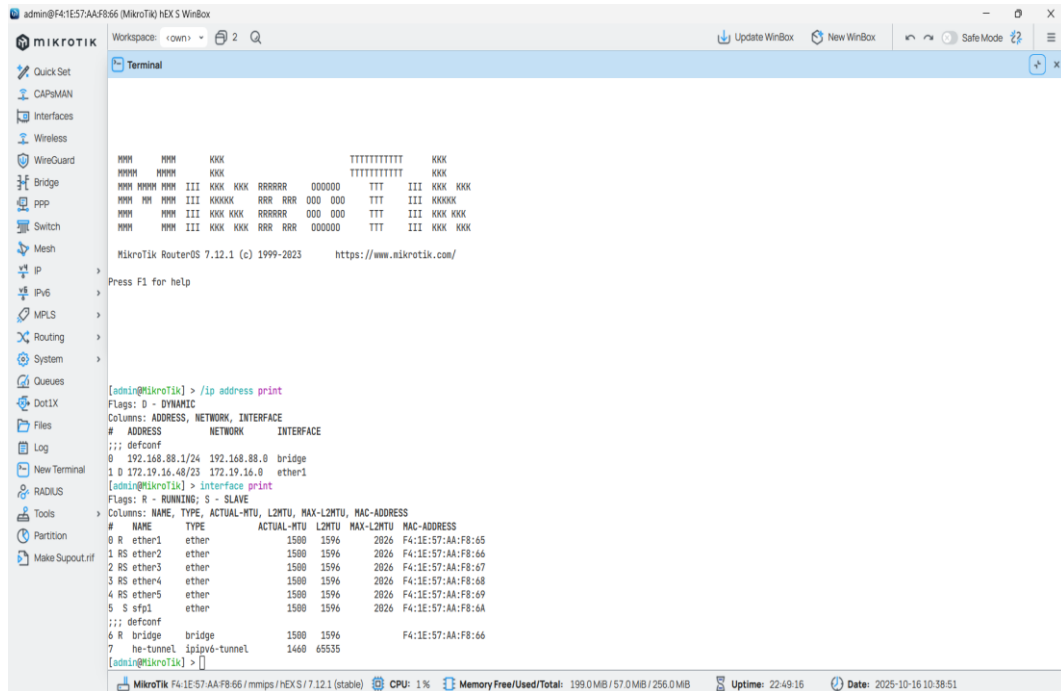 admin@F4:1E:57:AA:F8:66 (MikroTik) hEX S WinBox
MIKROTIK
Workspace: <own> 2
Update WinBox New WinBox Safe Mode
Quick Set
CAPsMAN
Interfaces
Wireless
WireGuard
Bridge
PPP
Switch
Mesh
IP
IPv6
MPLS
Routing
System
Queues
Dot1X
Files
Log
New Terminal
RADIUS
Tools
Partition
Make Supout.rif
Terminal
MMM      MMM       KKK                          TTTTTTTTTTT      KKK
MMMM    MMMM       KKK                          TTTTTTTTTTT      KKK
MMM MMMM MMM  III  KKK  KKK  RRRRRR     OOOOOO      TTT     III  KKK  KKK
MMM  MM  MMM  III  KKKKK     RRR  RRR  OOO  OOO     TTT     III  KKKKK
MMM      MMM  III  KKK KKK   RRRRRR    OOO  OOO     TTT     III  KKK KKK
MMM      MMM  III  KKK  KKK  RRR  RRR   OOOOOO      TTT     III  KKK  KKK
MikroTik RouterOS 7.12.1 (c) 1999-2023       https://www.mikrotik.com/
Press F1 for help
[admin@MikroTik] > /ip address print
Flags: D - DYNAMIC
Columns: ADDRESS, NETWORK, INTERFACE
#   ADDRESS          NETWORK       INTERFACE
;;; defconf
0   192.168.88.1/24  192.168.88.0  bridge
1 D 172.19.16.48/23  172.19.16.0   ether1
[admin@MikroTik] > interface print
Flags: R - RUNNING; S - SLAVE
Columns: NAME, TYPE, ACTUAL-MTU, L2MTU, MAX-L2MTU, MAC-ADDRESS
#    NAME       TYPE           ACTUAL-MTU  L2MTU  MAX-L2MTU  MAC-ADDRESS
0 R  ether1     ether                1500   1596       2026  F4:1E:57:AA:F8:65
1 RS ether2     ether                1500   1596       2026  F4:1E:57:AA:F8:66
2 RS ether3     ether                1500   1596       2026  F4:1E:57:AA:F8:67
3 RS ether4     ether                1500   1596       2026  F4:1E:57:AA:F8:68
4 RS ether5     ether                1500   1596       2026  F4:1E:57:AA:F8:69
5  S sfp1       ether                1500   1596       2026  F4:1E:57:AA:F8:6A
;;; defconf
6 R  bridge     bridge               1500   1596             F4:1E:57:AA:F8:66
7    he-tunnel  ipipv6-tunnel        1460  65535
[admin@MikroTik] >
MikroTik F4:1E:57:AA:F8:66 / mmips / hEX S / 7.12.1 (stable) CPU: 1 % Memory Free/Used/Total: 199.0 MiB / 57.0 MiB / 256.0 MiB Uptime: 22:49:16 Date: 2025-10-16 10:38:51